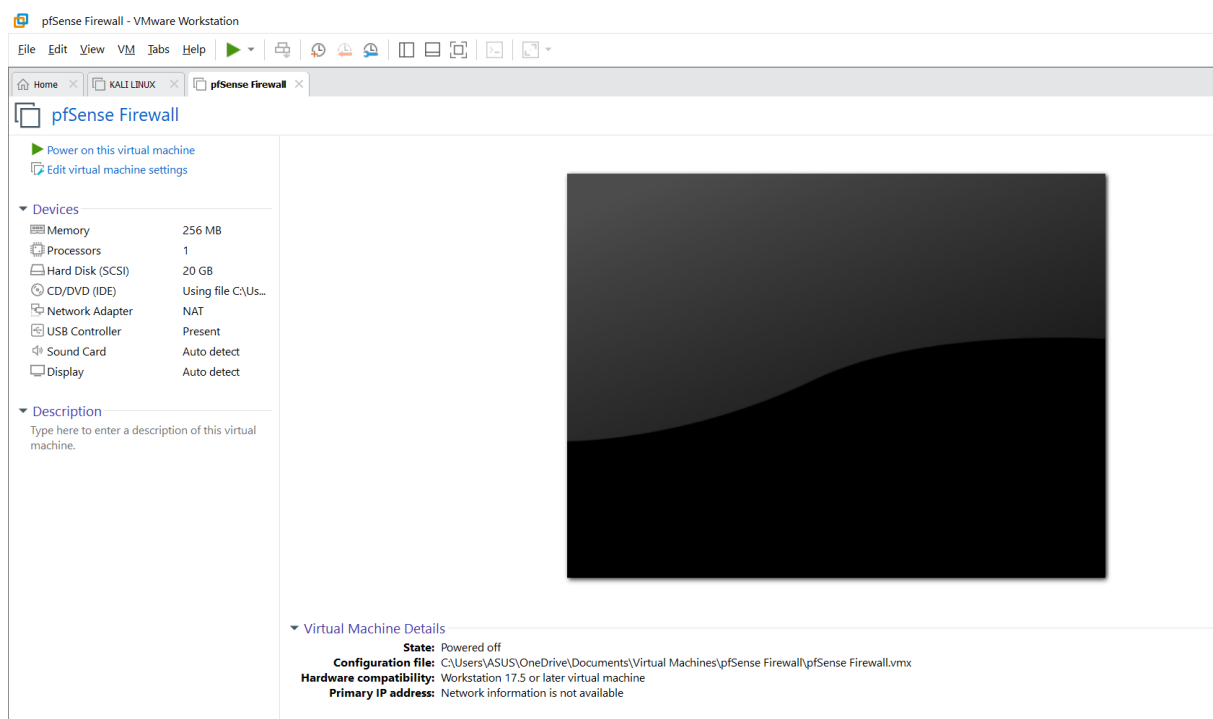 pfSense Firewall - VMware Workstation
File Edit View VM Tabs Help
Home KALI LINUX pfSense Firewall
pfSense Firewall
Power on this virtual machine
Edit virtual machine settings
Devices
Memory 256 MB
Processors 1
Hard Disk (SCSI) 20 GB
CD/DVD (IDE) Using file C:\Us...
Network Adapter NAT
USB Controller Present
Sound Card Auto detect
Display Auto detect
Description
Type here to enter a description of this virtual
machine.
Virtual Machine Details
State: Powered off
Configuration file: C:\Users\ASUS\OneDrive\Documents\Virtual Machines\pfSense Firewall\pfSense Firewall.vmx
Hardware compatibility: Workstation 17.5 or later virtual machine
Primary IP address: Network information is not available